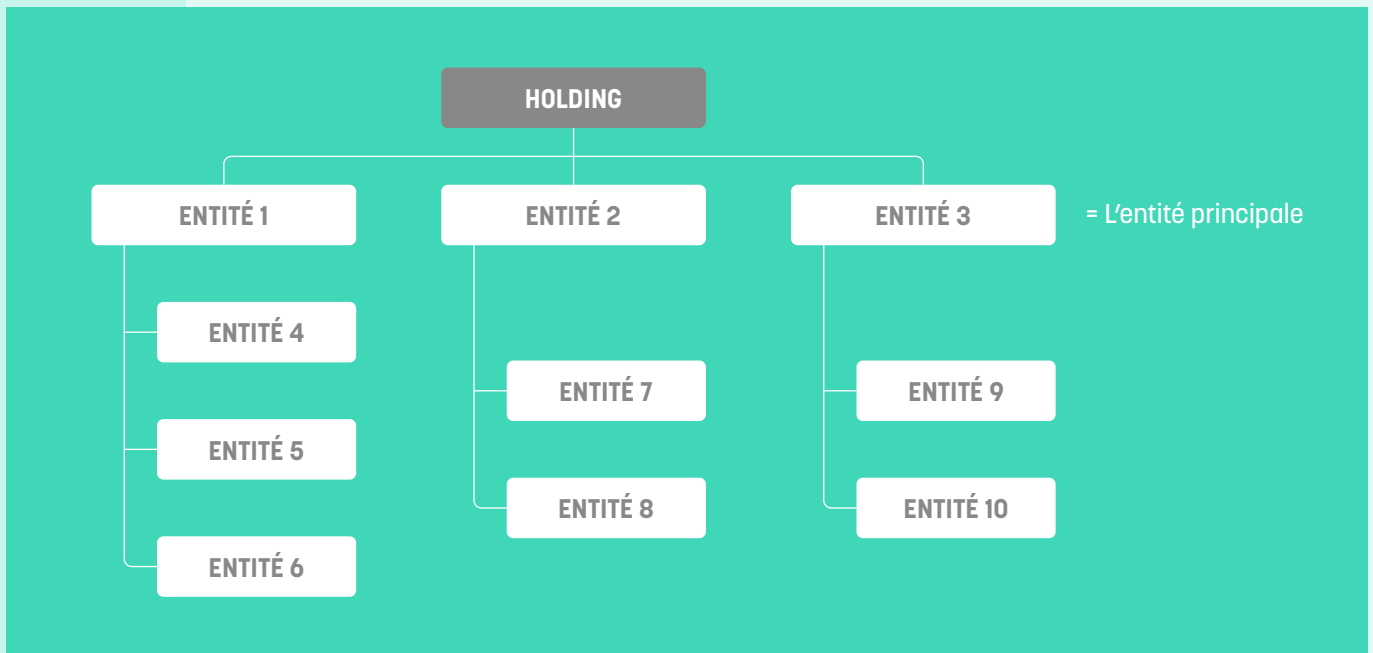 HOLDING
ENTITÉ 1
ENTITÉ 2
ENTITÉ 3
= L'entité principale
ENTITÉ 4
ENTITÉ 7
ENTITÉ 9
ENTITÉ 5
ENTITÉ 8
ENTITÉ 10
ENTITÉ 6